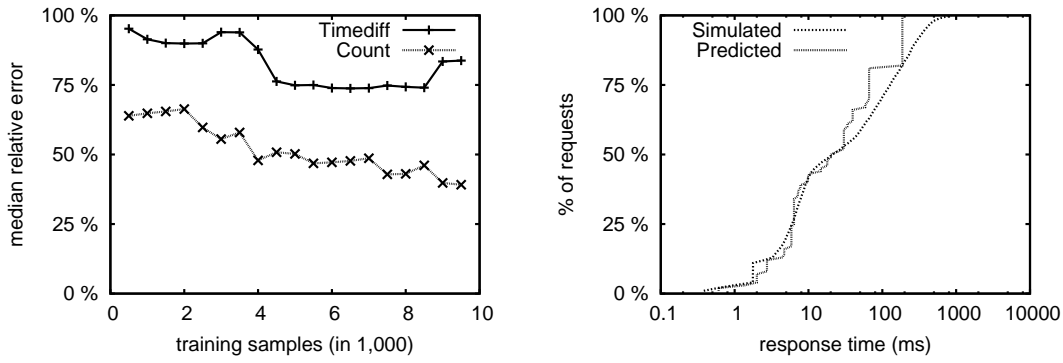 100 %
75 %
50 %
25 %
0 %
median relative error
Timediff
Count
0 2 4 6 8 10
training samples (in 1,000)
100 %
75 %
50 %
25 %
0 %
% of requests
Simulated
Predicted
0.1 1 10 100 1000 10000
response time (ms)